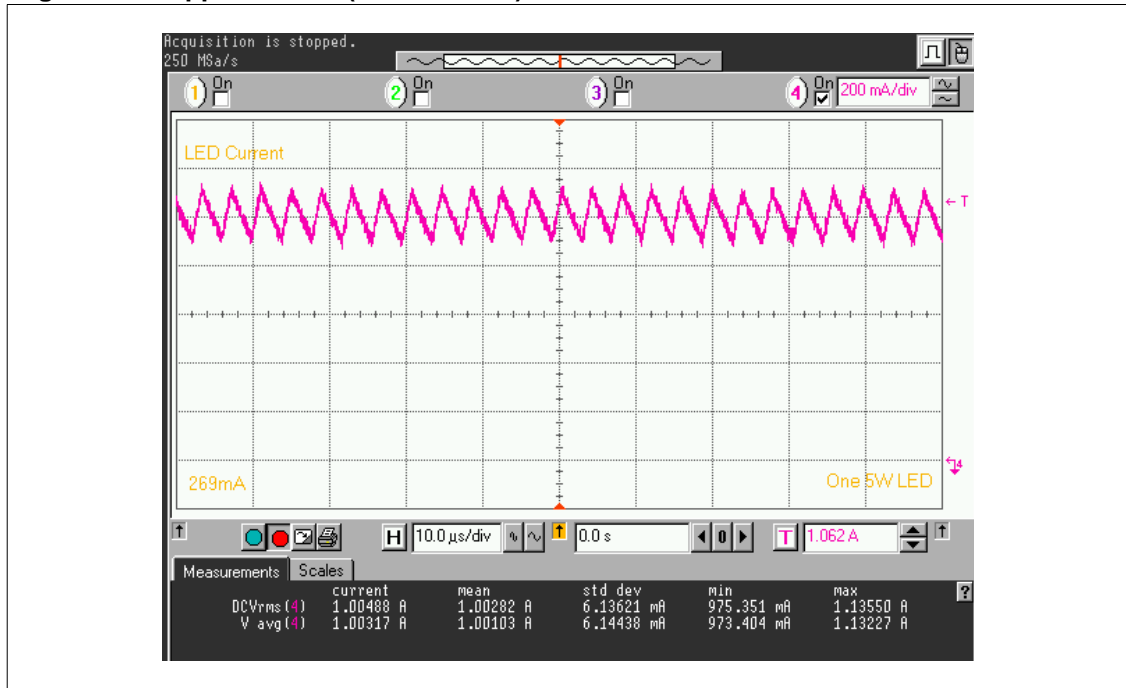 Acquisition is stopped.
250 MSa/s
1 On 2 On 3 On 4 On 200 mA/div
LED Current
← T
4
269mA One 5W LED
H 10.0 µs/div 0.0 s 0 T 1.062 A
Measurements Scales
current mean std dev min max ?
DCVrms(4) 1.00488 A 1.00282 A 6.13621 mA 975.351 mA 1.13550 A
V avg(4) 1.00317 A 1.00103 A 6.14438 mA 973.404 mA 1.13227 A